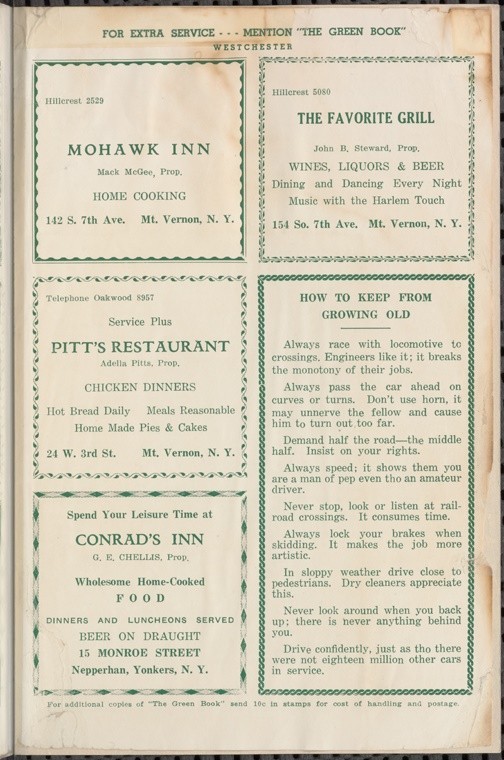 FOR EXTRA SERVICE - - - MENTION "THE GREEN BOOK"
WESTCHESTER
Hillcrest 2529
MOHAWK INN
Mack McGee, Prop.
HOME COOKING
142 S. 7th Ave. Mt. Vernon, N. Y.
Hillcrest 5080
THE FAVORITE GRILL
John B. Steward, Prop.
WINES, LIQUORS & BEER
Dining and Dancing Every Night
Music with the Harlem Touch
154 So. 7th Ave. Mt. Vernon, N. Y.
Telephone Oakwood 8957
Service Plus
PITT'S RESTAURANT
Adella Pitts, Prop.
CHICKEN DINNERS
Hot Bread Daily Meals Reasonable
Home Made Pies & Cakes
24 W. 3rd St. Mt. Vernon, N. Y.
Spend Your Leisure Time at
CONRAD'S INN
G. E. CHELLIS, Prop.
Wholesome Home-Cooked
FOOD
DINNERS AND LUNCHEONS SERVED
BEER ON DRAUGHT
15 MONROE STREET
Nepperhan, Yonkers, N. Y.
HOW TO KEEP FROM
GROWING OLD
Always race with locomotive to
crossings. Engineers like it; it breaks
the monotony of their jobs.
Always pass the car ahead on
curves or turns. Don't use horn, it
may unnerve the fellow and cause
him to turn out too far.
Demand half the road—the middle
half. Insist on your rights.
Always speed; it shows them you
are a man of pep even tho an amateur
driver.
Never stop, look or listen at rail-
road crossings. It consumes time.
Always lock your brakes when
skidding. It makes the job more
artistic.
In sloppy weather drive close to
pedestrians. Dry cleaners appreciate
this.
Never look around when you back
up; there is never anything behind
you.
Drive confidently, just as tho there
were not eighteen million other cars
in service.
For additional copies of "The Green Book" send 10c in stamps for cost of handling and postage.